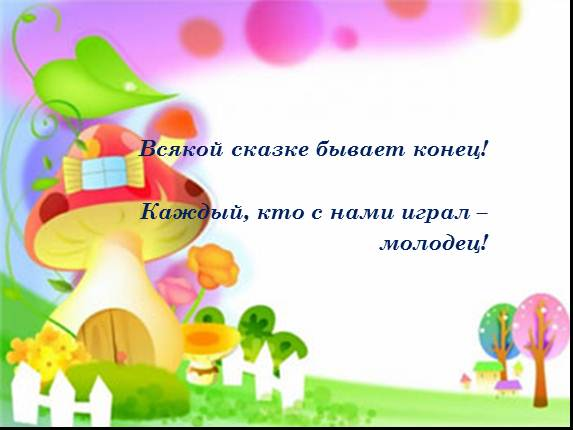 Всякой сказке бывает конец!
Каждый, кто с нами играл –
молодец!